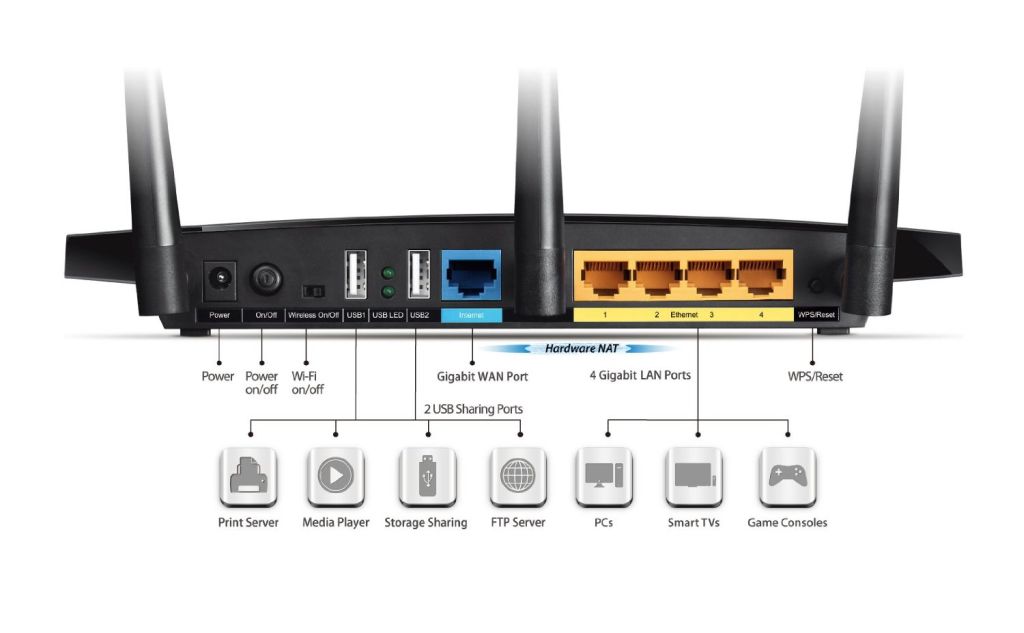 Power
On/Off
Wireless On/Off
USB1
USB LED
USB2
Internet
1
2
Ethernet
3
4
WPS/Reset
Hardware NAT
Power
Power
on/off
Wi-Fi
on/off
Gigabit WAN Port
4 Gigabit LAN Ports
WPS/Reset
2 USB Sharing Ports
Print Server
Media Player
Storage Sharing
FTP Server
PCs
Smart TVs
Game Consoles